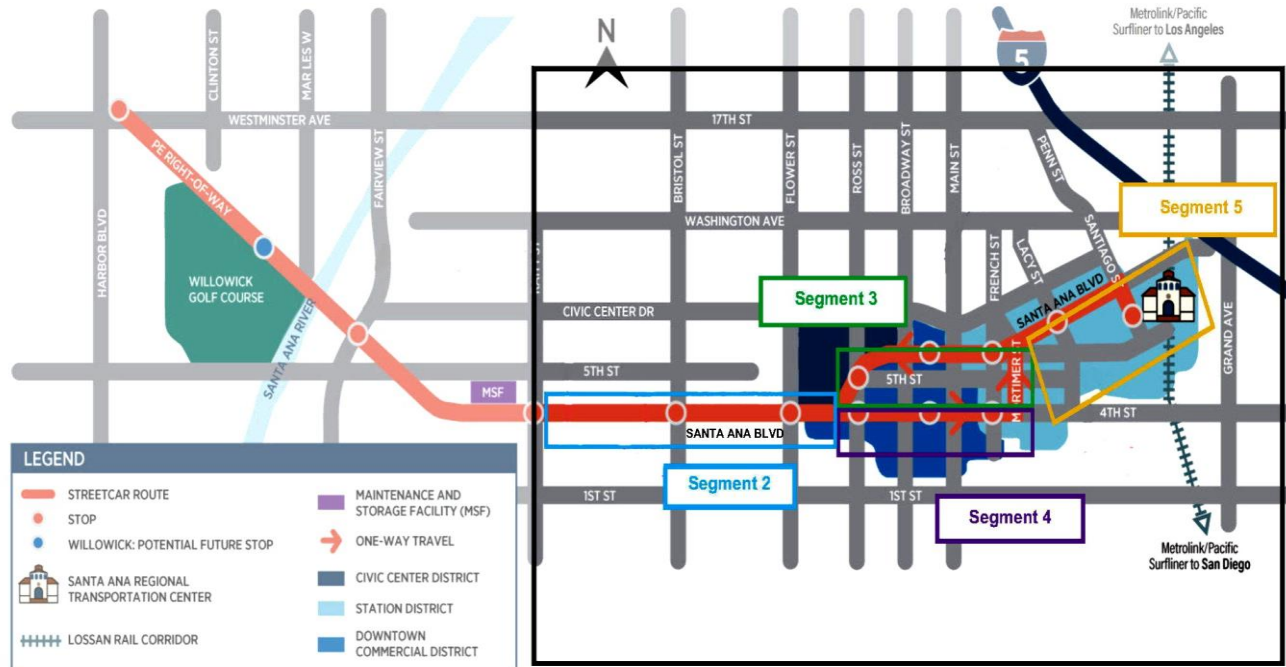 Metrolink/Pacific
Surfliner to Los Angeles
N
5
CLINTON ST
MAR LES W
WESTMINSTER AVE
17TH ST
PE RIGHT-OF-WAY
FAIRVIEW ST
BRISTOL ST
FLOWER ST
ROSS ST
BROADWAY ST
MAIN ST
PENN ST
HARBOR BLVD
WASHINGTON AVE
Segment 5
FRENCH ST
LACY ST
SANTIAGO ST
WILLOWICK
GOLF COURSE
SANTA ANA RIVER
Segment 3
CIVIC CENTER DR
SANTA ANA BLVD
GRAND AVE
5TH ST
5TH ST
MORTIMER ST
MSF
4TH ST
SANTA ANA BLVD
Segment 2
1ST ST
1ST ST
Segment 4
Metrolink/Pacific
Surfliner to San Diego
LEGEND
STREETCAR ROUTE
STOP
WILLOWICK: POTENTIAL FUTURE STOP
SANTA ANA REGIONAL
TRANSPORTATION CENTER
LOSSAN RAIL CORRIDOR
MAINTENANCE AND
STORAGE FACILITY (MSF)
ONE-WAY TRAVEL
CIVIC CENTER DISTRICT
STATION DISTRICT
DOWNTOWN
COMMERCIAL DISTRICT